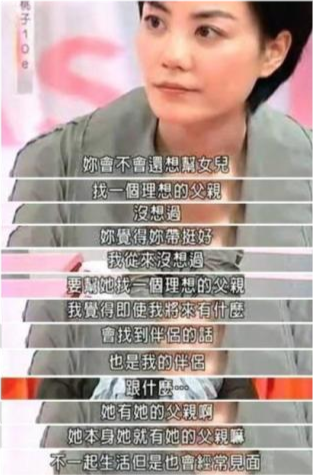 桃子10e
妳會不會還想幫女兒
找一個理想的父親
沒想過
妳覺得妳帶挺好
我從來沒想過
要幫她找一個理想的父親
我覺得即使我將來有什麼
會找到伴侶的話
也是我的伴侶
跟什麼…
她有她的父親啊
她本身她就有她的父親嘛
不一起生活但是也會經常見面